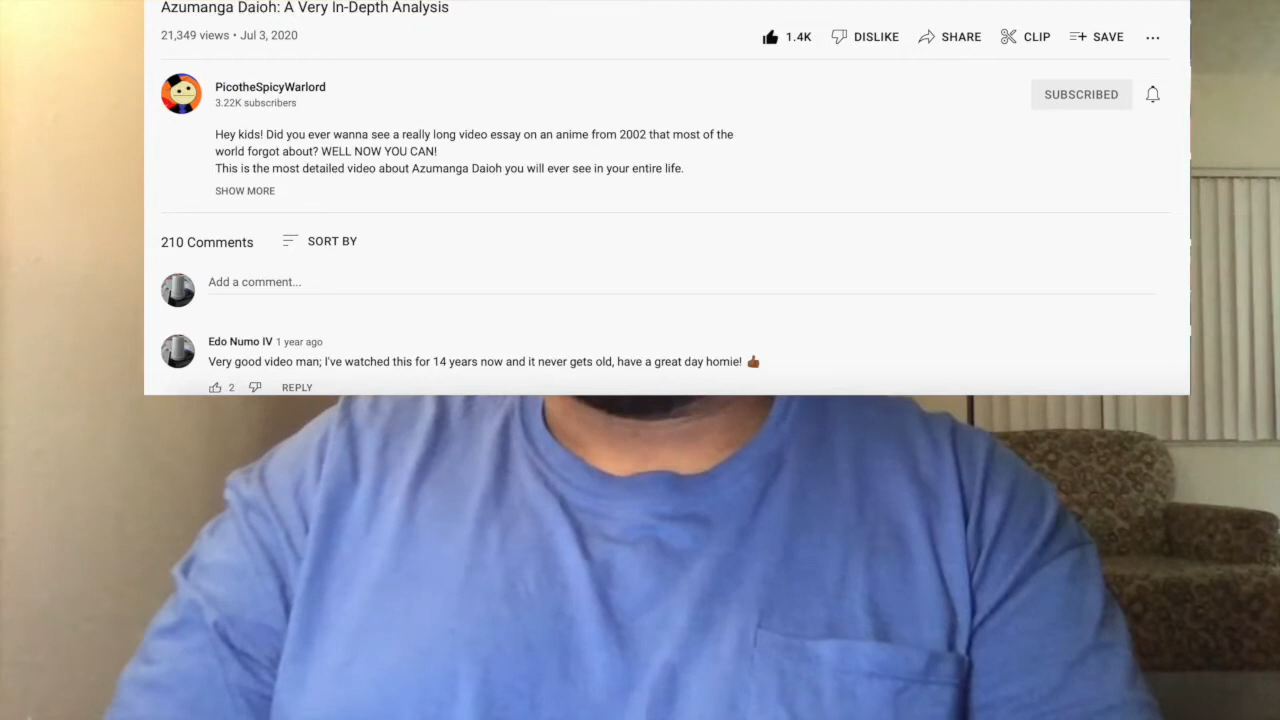 Azumanga Daioh: A Very In-Depth Analysis
21,349 views • Jul 3, 2020
1.4K DISLIKE SHARE CLIP SAVE ...
PicotheSpicyWarlord
3.22K subscribers
SUBSCRIBED
Hey kids! Did you ever wanna see a really long video essay on an anime from 2002 that most of the
world forgot about? WELL NOW YOU CAN!
This is the most detailed video about Azumanga Daioh you will ever see in your entire life.
SHOW MORE
210 Comments SORT BY
Add a comment...
Edo Numo IV 1 year ago
Very good video man; I've watched this for 14 years now and it never gets old, have a great day homie! 👍🏾
2 REPLY